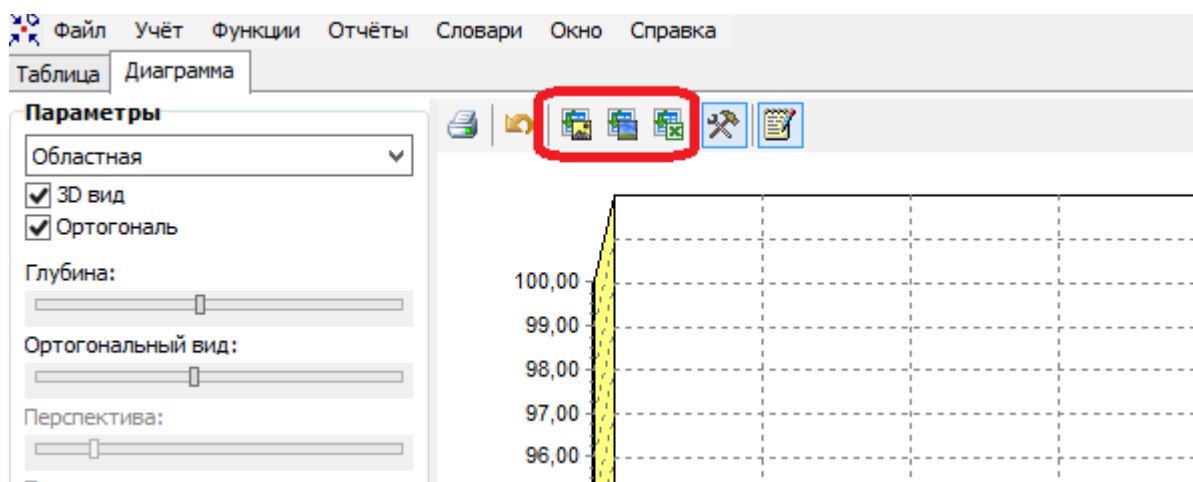 Файл Учёт Функции Отчёты Словари Окно Справка
Таблица Диаграмма
Параметры
Областная
3D вид
Ортогональ
Глубина:
Ортогональный вид:
Перспектива:
100,00
99,00
98,00
97,00
96,00